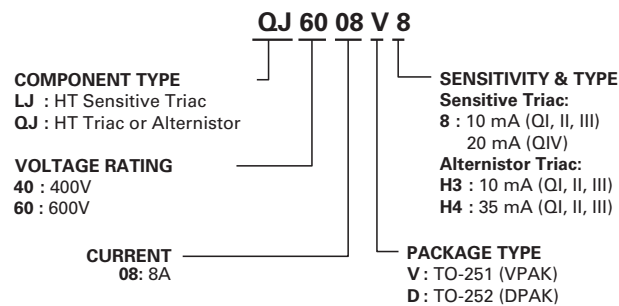 QJ 60 08 V 8
COMPONENT TYPE
LJ : HT Sensitive Triac
QJ : HT Triac or Alternistor
VOLTAGE RATING
40 : 400V
60 : 600V
CURRENT
08: 8A
SENSITIVITY & TYPE
Sensitive Triac:
8 : 10 mA (QI, II, III)
20 mA (QIV)
Alternistor Triac:
H3 : 10 mA (QI, II, III)
H4 : 35 mA (QI, II, III)
PACKAGE TYPE
V : TO-251 (VPAK)
D : TO-252 (DPAK)